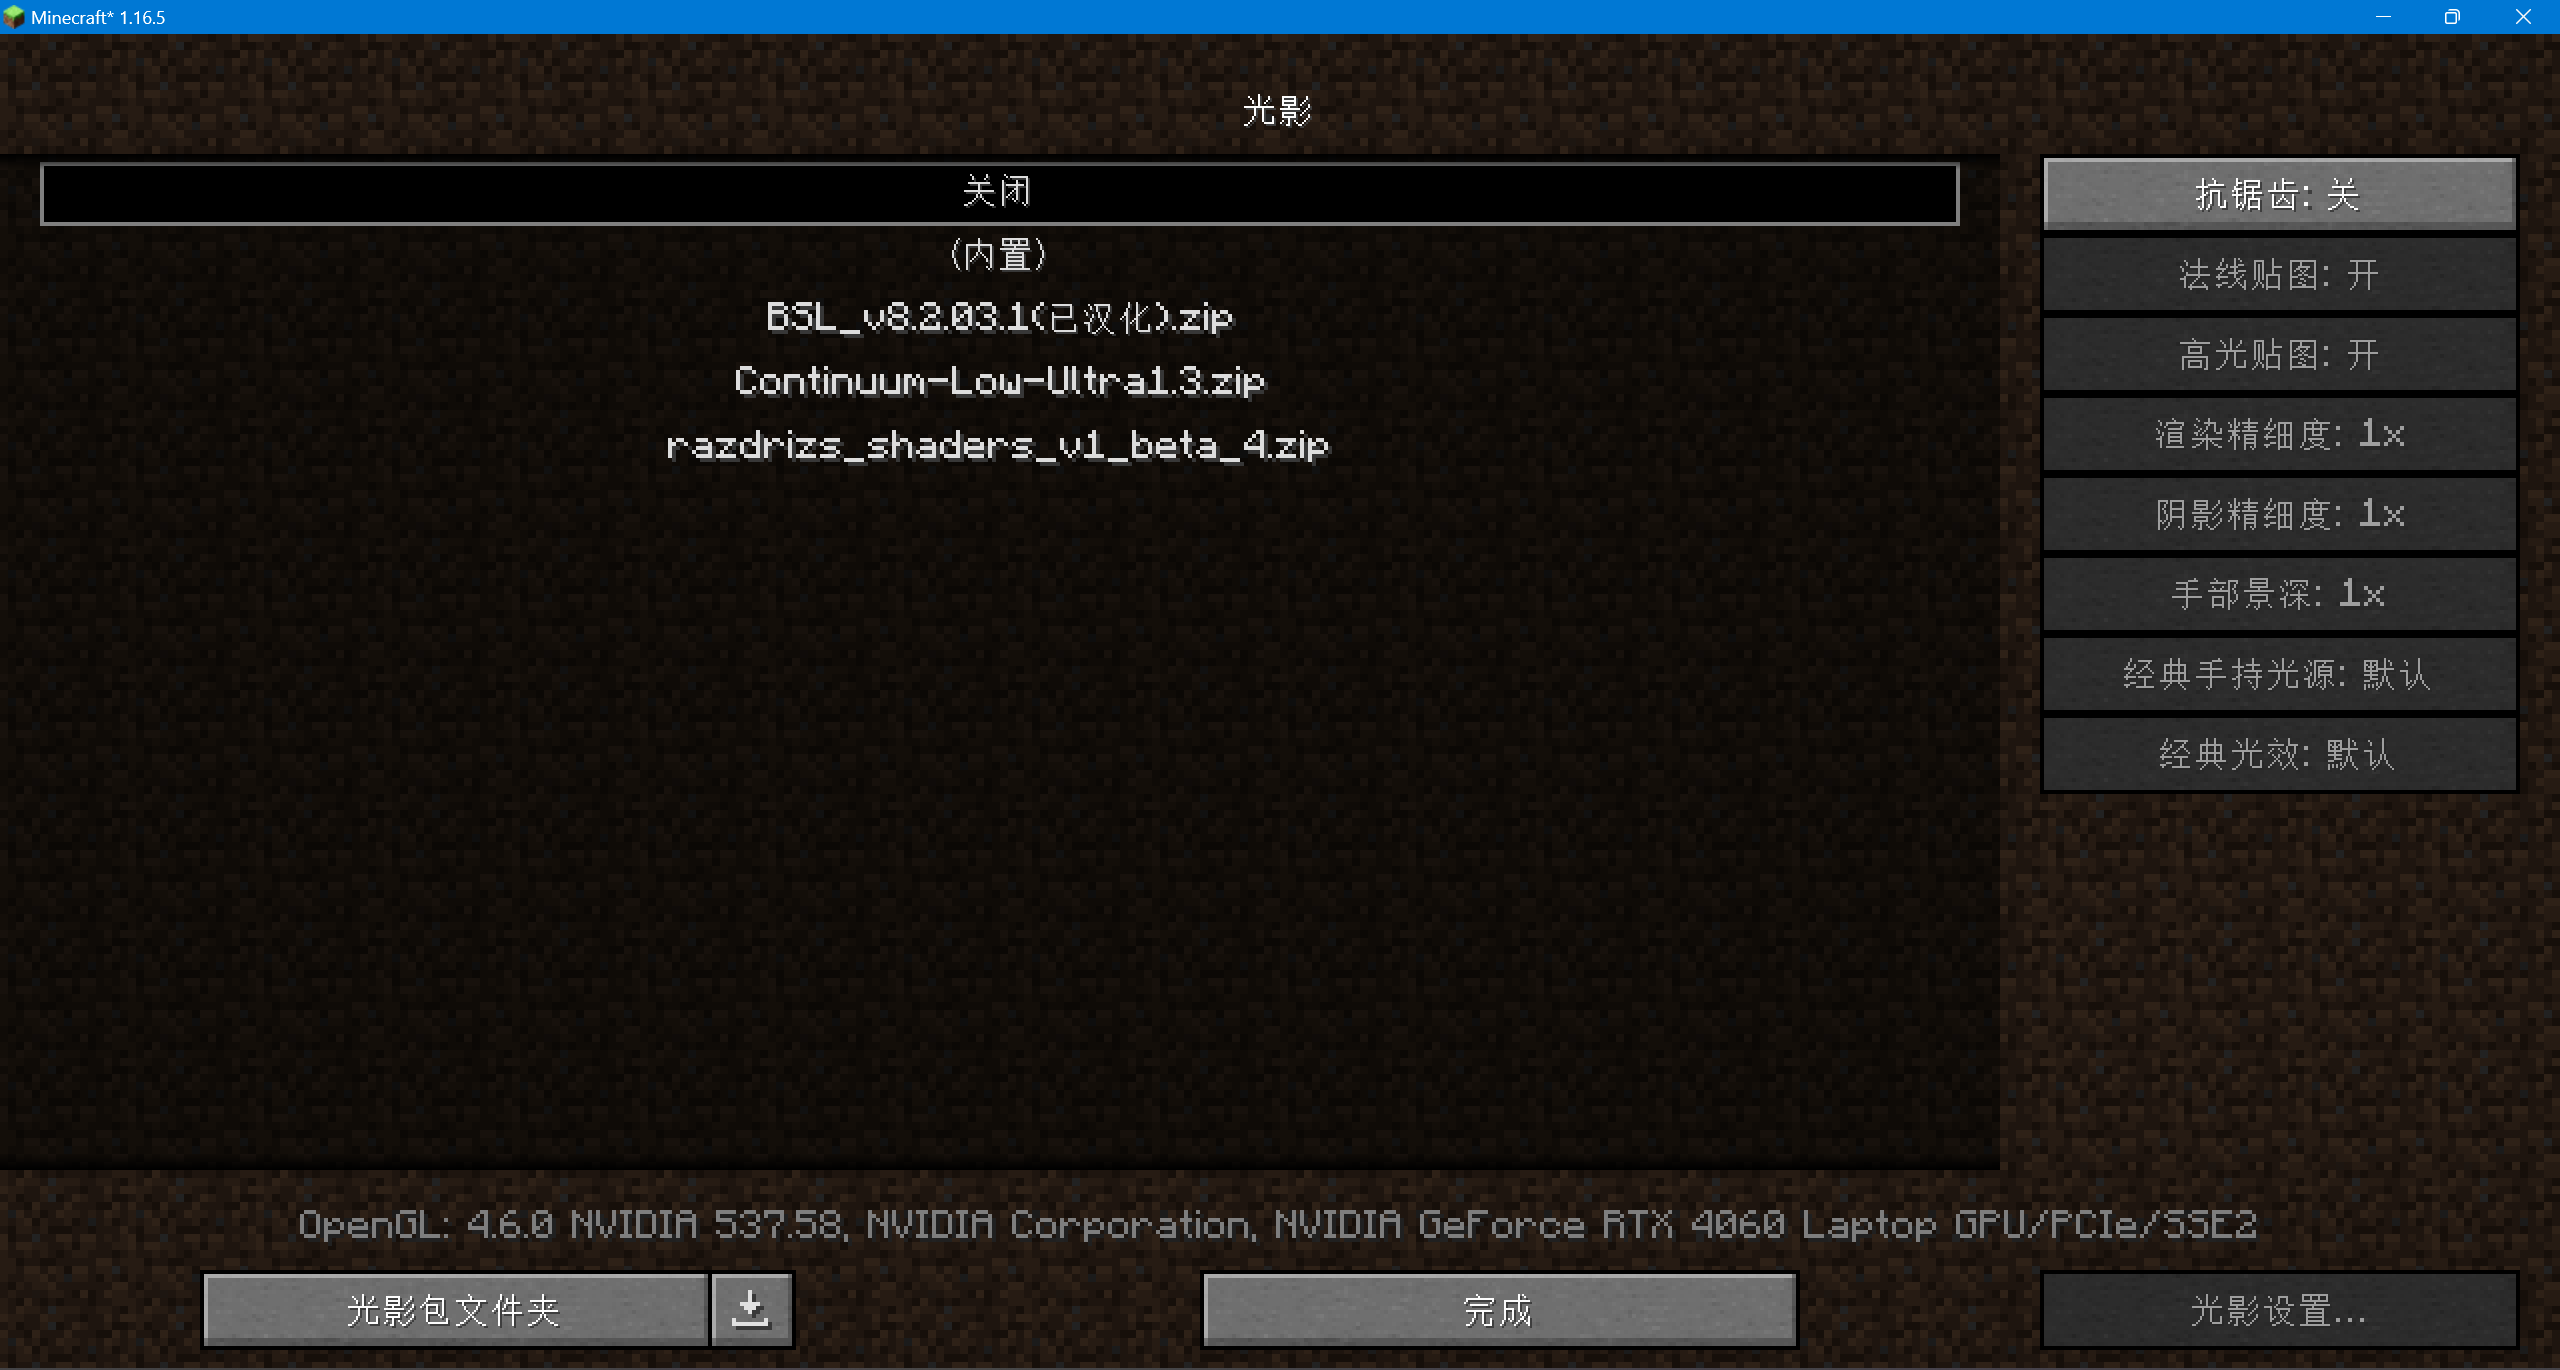 Minecraft* 1.16.5
光影
关闭
(内置)
BSL_v8.2.03.1(已汉化).zip
Continuum-Low-Ultra1.3.zip
razdrizs_shaders_v1_beta_4.zip
抗锯齿: 关
法线贴图: 开
高光贴图: 开
渲染精细度: 1x
阴影精细度: 1x
手部景深: 1x
经典手持光源: 默认
经典光效: 默认
OpenGL: 4.6.0 NVIDIA 537.58, NVIDIA Corporation, NVIDIA GeForce RTX 4060 Laptop GPU/PCIe/SSE2
光影包文件夹
完成
光影设置...